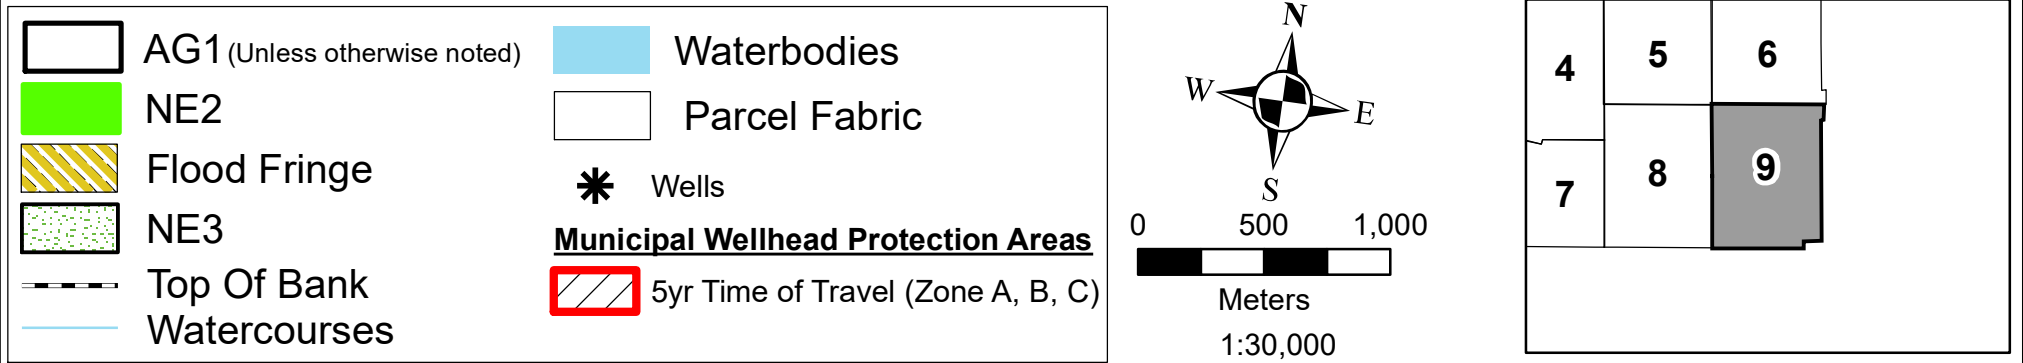 AG1 (Unless otherwise noted)
NE2
Flood Fringe
NE3
Top Of Bank
Watercourses
Waterbodies
Parcel Fabric
Wells
Municipal Wellhead Protection Areas
5yr Time of Travel (Zone A, B, C)
N
W
E
S
0 500 1,000
Meters
1:30,000
4 5 6
7 8 9